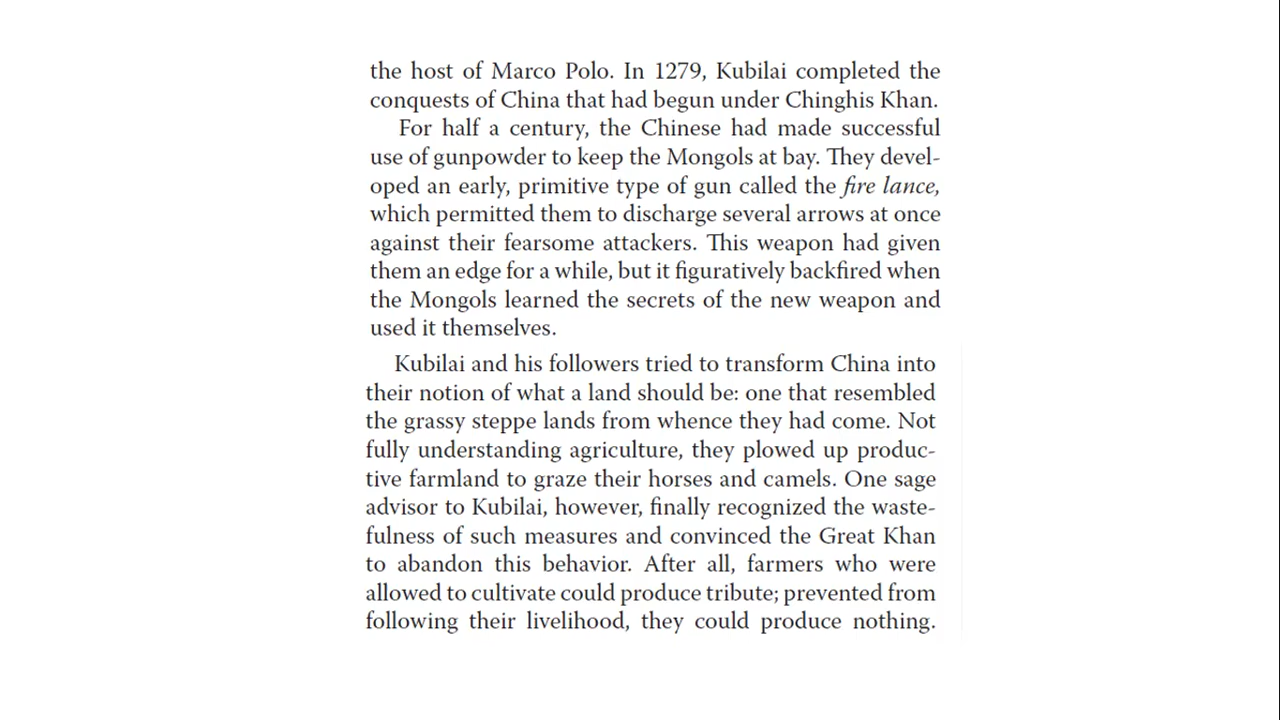 the host of Marco Polo. In 1279, Kubilai completed the
conquests of China that had begun under Chinghis Khan.
For half a century, the Chinese had made successful
use of gunpowder to keep the Mongols at bay. They devel-
oped an early, primitive type of gun called the fire lance,
which permitted them to discharge several arrows at once
against their fearsome attackers. This weapon had given
them an edge for a while, but it figuratively backfired when
the Mongols learned the secrets of the new weapon and
used it themselves.
Kubilai and his followers tried to transform China into
their notion of what a land should be: one that resembled
the grassy steppe lands from whence they had come. Not
fully understanding agriculture, they plowed up produc-
tive farmland to graze their horses and camels. One sage
advisor to Kubilai, however, finally recognized the waste-
fulness of such measures and convinced the Great Khan
to abandon this behavior. After all, farmers who were
allowed to cultivate could produce tribute; prevented from
following their livelihood, they could produce nothing.